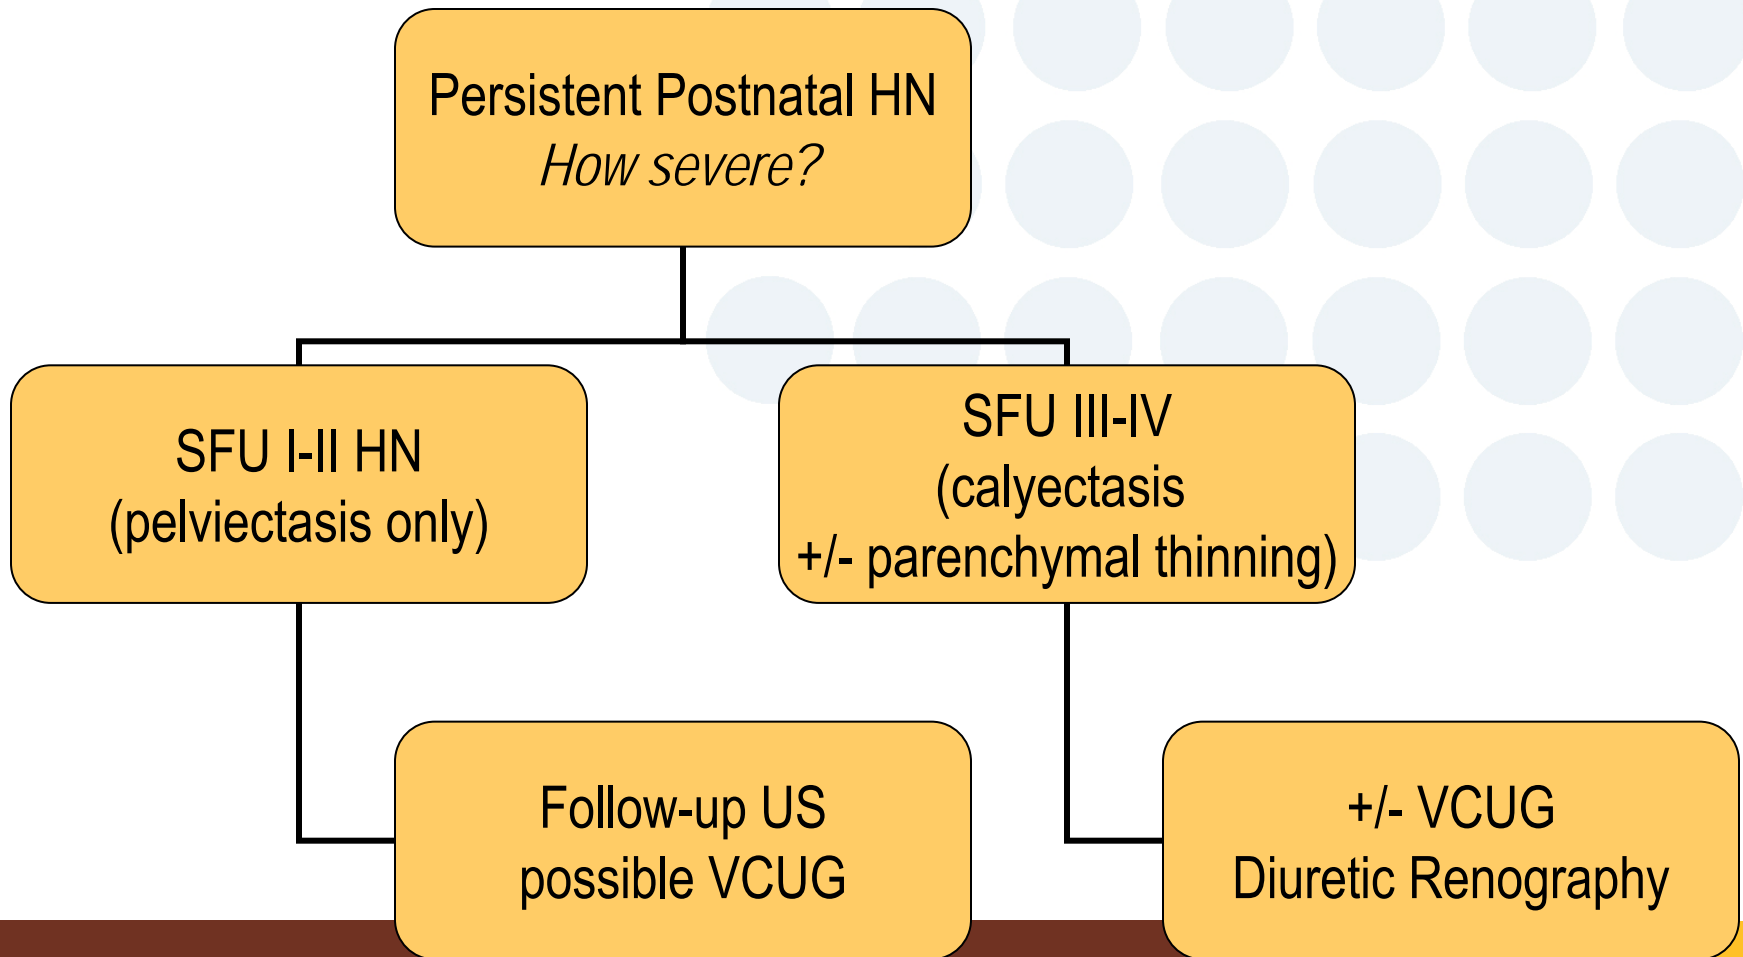 Persistent Postnatal HN
How severe?
SFU I-II HN
(pelviectasis only)
SFU III-IV
(calyectasis
+/- parenchymal thinning)
Follow-up US
possible VCUG
+/- VCUG
Diuretic Renography